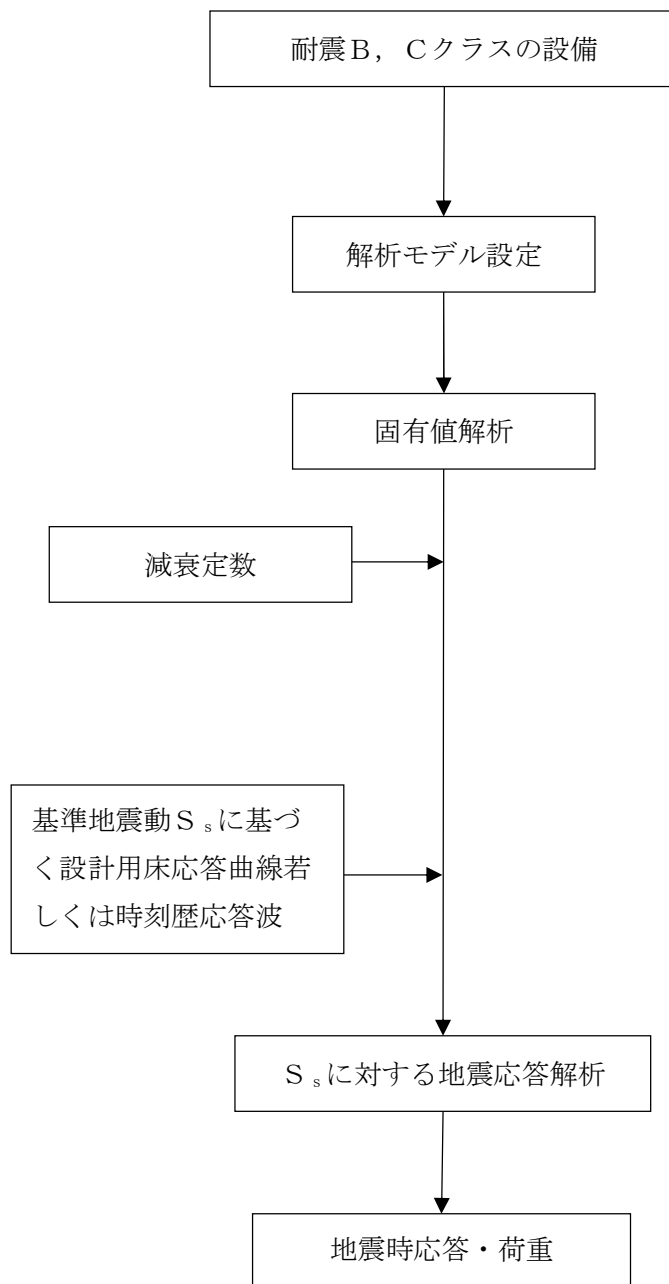 耐震Ｂ，Ｃクラスの設備
解析モデル設定
固有値解析
減衰定数
基準地震動Ｓｓに基づ
く設計用床応答曲線若
しくは時刻歴応答波
Ｓｓに対する地震応答解析
地震時応答・荷重